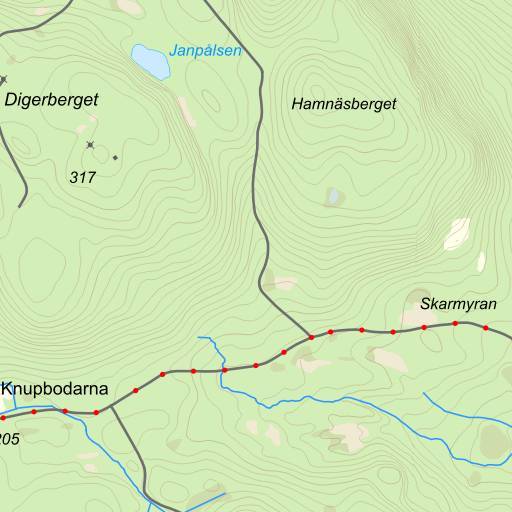 Janpålsen
Digerberget
Hamnäsberget
317
Skarmyran
Knupbodarna
205